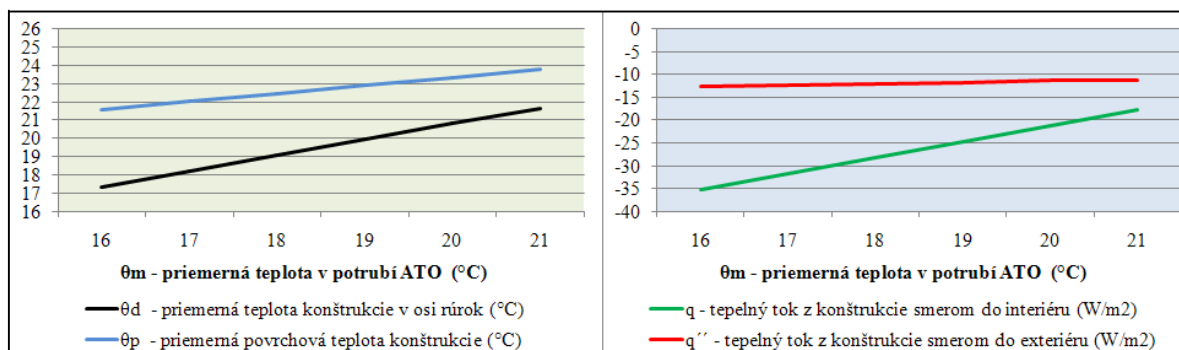 26
25
24
23
22
21
20
19
18
17
16
16 17 18 19 20 21
θm - priemerná teplota v potrubí ATO (°C)
θd - priemerná teplota konštrukcie v osi rúrok (°C)
θp - priemerná povrchová teplota konštrukcie (°C)
0
-5
-10
-15
-20
-25
-30
-35
-40
16 17 18 19 20 21
θm - priemerná teplota v potrubí ATO (°C)
q - tepelný tok z konštrukcie smerom do interiéru (W/m2)
q´´ - tepelný tok z konštrukcie smerom do exteriéru (W/m2)